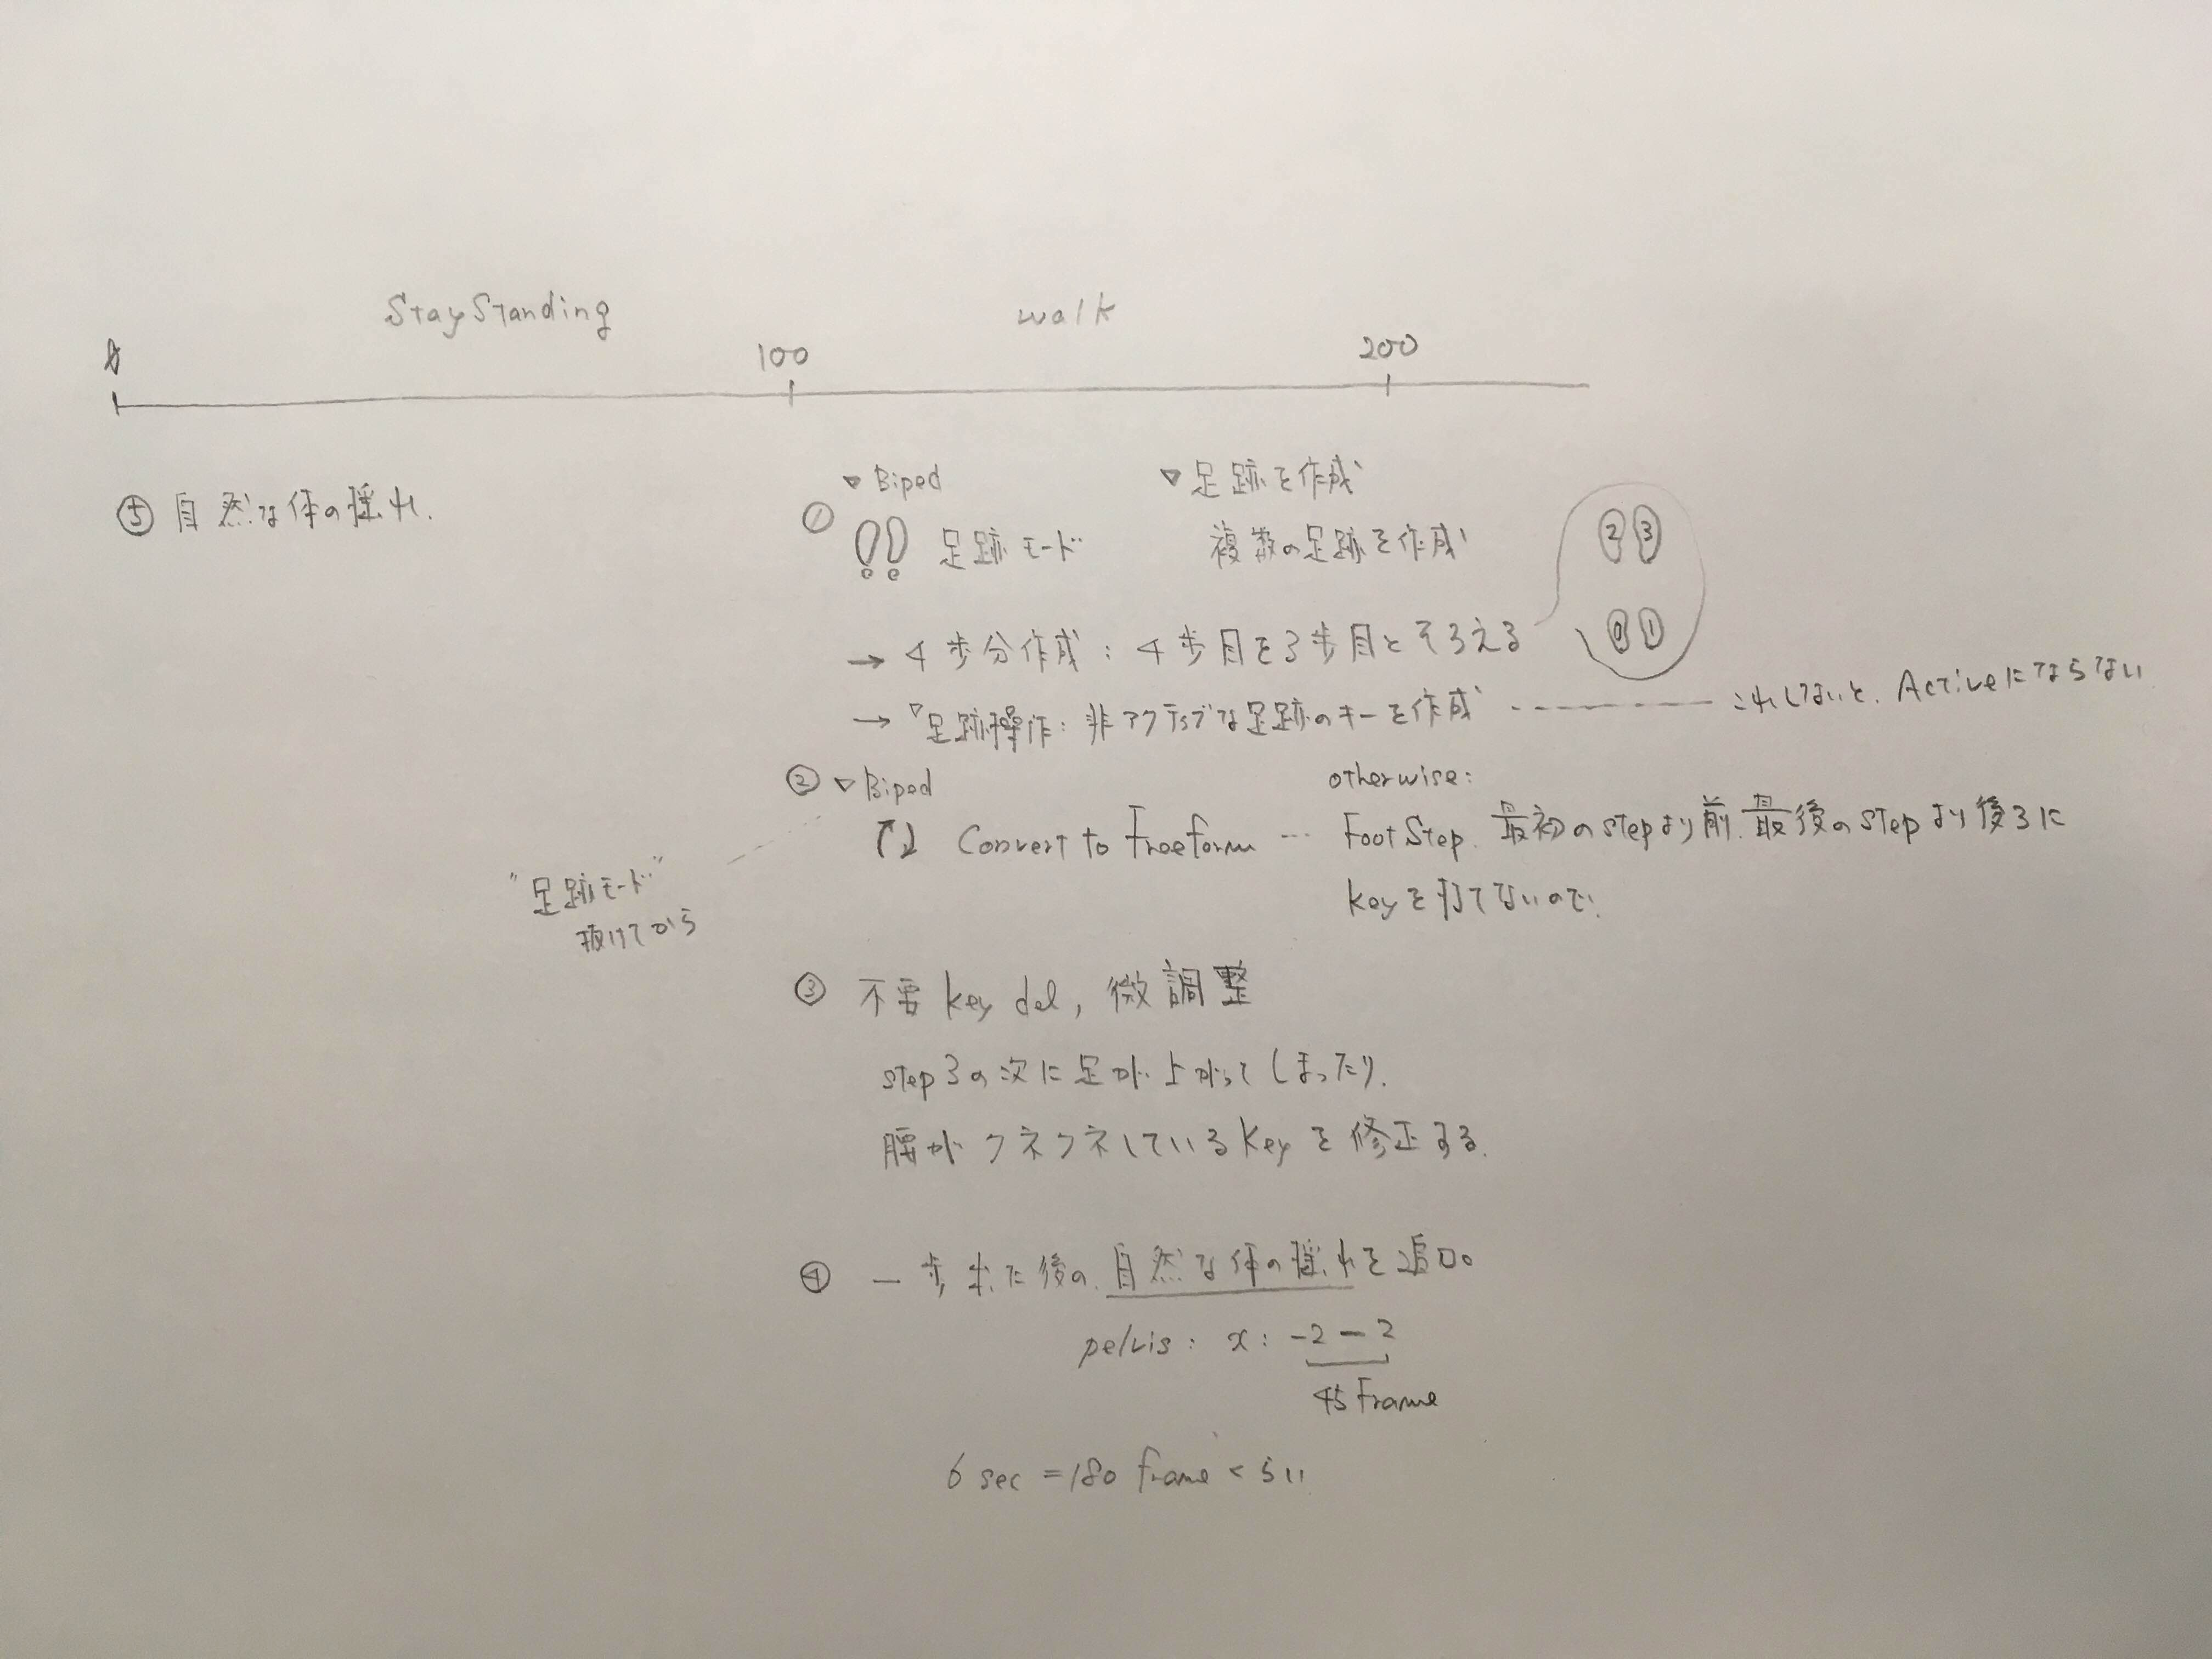 StayStanding
walk
0
100
200
⑤ 自然な体の揺れ.
▽ Biped
▽ 足跡を作成
①
足跡モード
複数の足跡を作成
2 3
0 1
→ 4歩分作成: 4歩目を3歩目とそろえる
→ ▽足跡操作: 非アクティブな足跡のキーを作成 ------- これしないと. Activeにならない
② ▽ Biped
otherwise:
Convert to Freeform ... FootStep. 最初のstepより前. 最後のstepより後ろに
keyを打てないので.
"足跡モード"
抜けてから
③ 不要 key del, 微調整
step3の次に足が上がってしまったり.
腰がクネクネしているkeyを修正する.
④ 一歩出た後の. 自然な体の揺れを追加。
pelvis: x: -2 ー 2
45 Frame
6 sec = 180 frame くらい